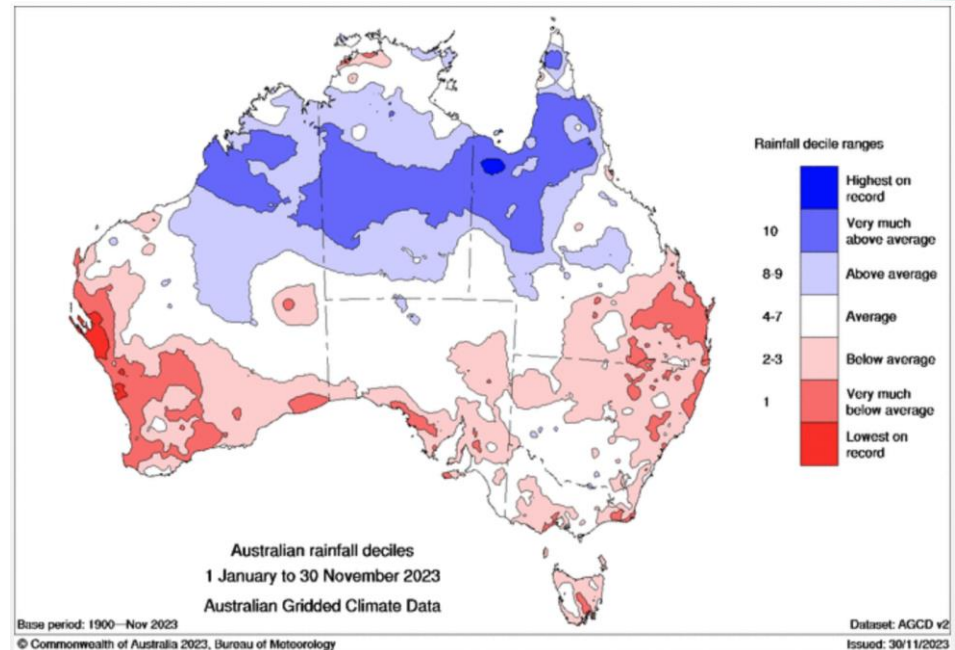 Rainfall decile ranges
Highest on
record
10
Very much
above average
8-9
Above average
4-7
Average
2-3
Below average
1
Very much
below average
Lowest on
record
Australian rainfall deciles
1 January to 30 November 2023
Australian Gridded Climate Data
Base period: 1900—Nov 2023
Dataset: AGCD v2
© Commonwealth of Australia 2023, Bureau of Meteorology
Issued: 30/11/2023